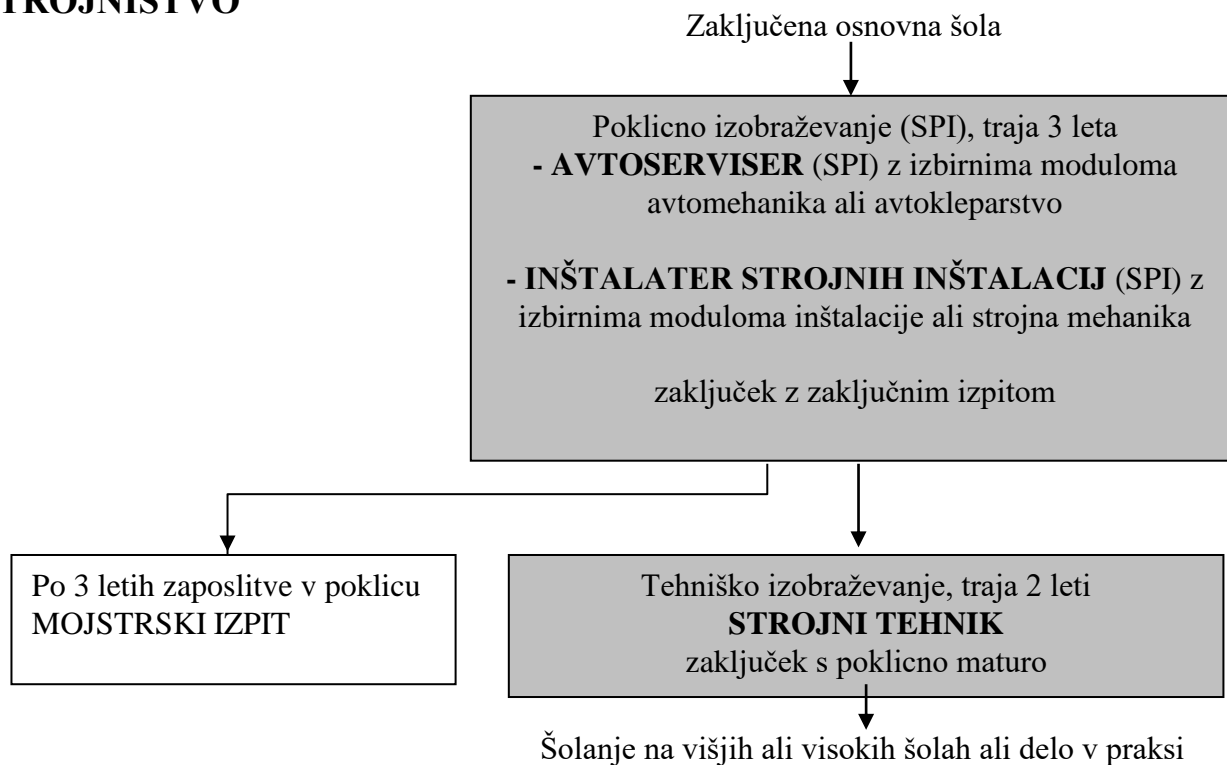 TROJNIŠTVO
Zaključena osnovna šola
Poklicno izobraževanje (SPI), traja 3 leta
- AVTOSERVISER (SPI) z izbirnima moduloma
avtomehanika ali avtokleparstvo
- INŠTALATER STROJNIH INŠTALACIJ (SPI) z
izbirnima moduloma inštalacije ali strojna mehanika
zaključek z zaključnim izpitom
Po 3 letih zaposlitve v poklicu
MOJSTRSKI IZPIT
Tehniško izobraževanje, traja 2 leti
STROJNI TEHNIK
zaključek s poklicno maturo
Šolanje na višjih ali visokih šolah ali delo v praksi